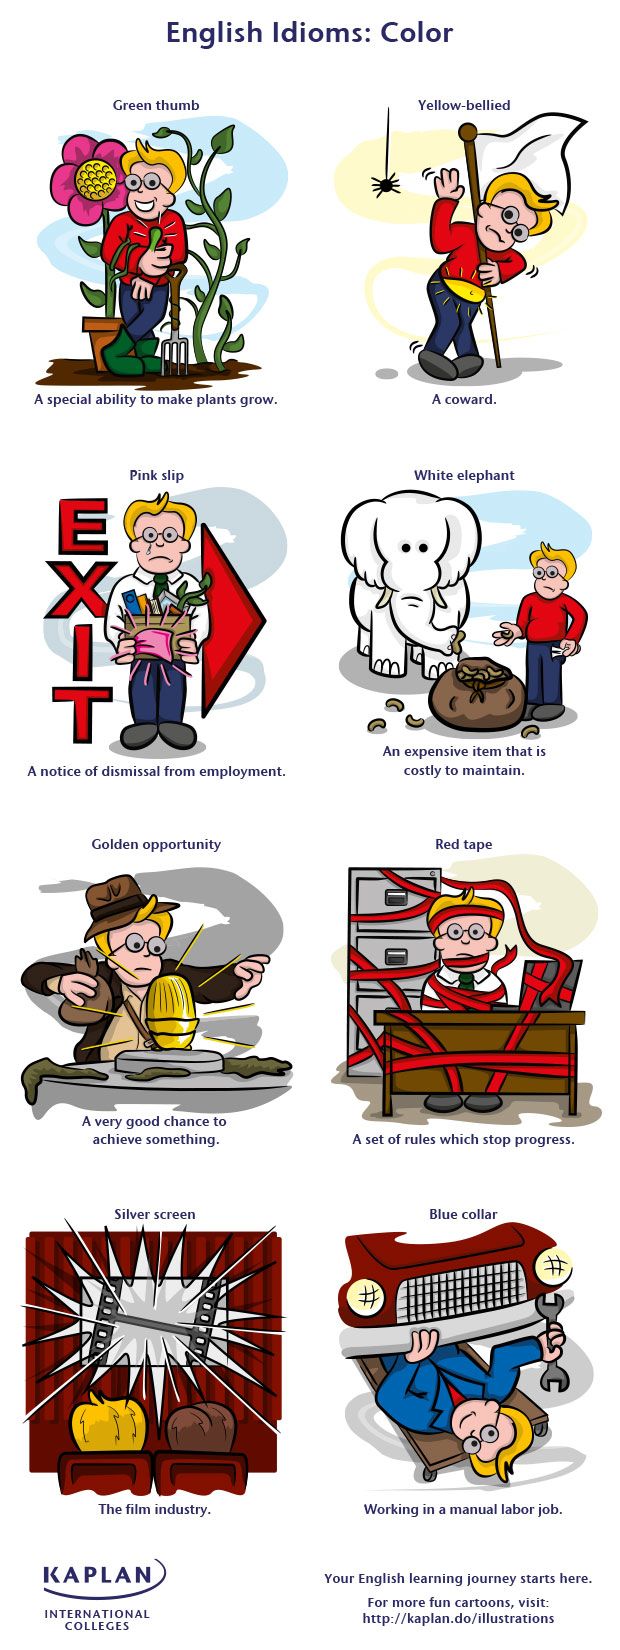 English Idioms: Color
Green thumb
A special ability to make plants grow.
Yellow-bellied
A coward.
Pink slip
EXIT
A notice of dismissal from employment.
White elephant
An expensive item that is
costly to maintain.
Golden opportunity
A very good chance to
achieve something.
Red tape
A set of rules which stop progress.
Silver screen
The film industry.
Blue collar
Working in a manual labor job.
KAPLAN
INTERNATIONAL
COLLEGES
Your English learning journey starts here.
For more fun cartoons, visit:
http://kaplan.do/illustrations